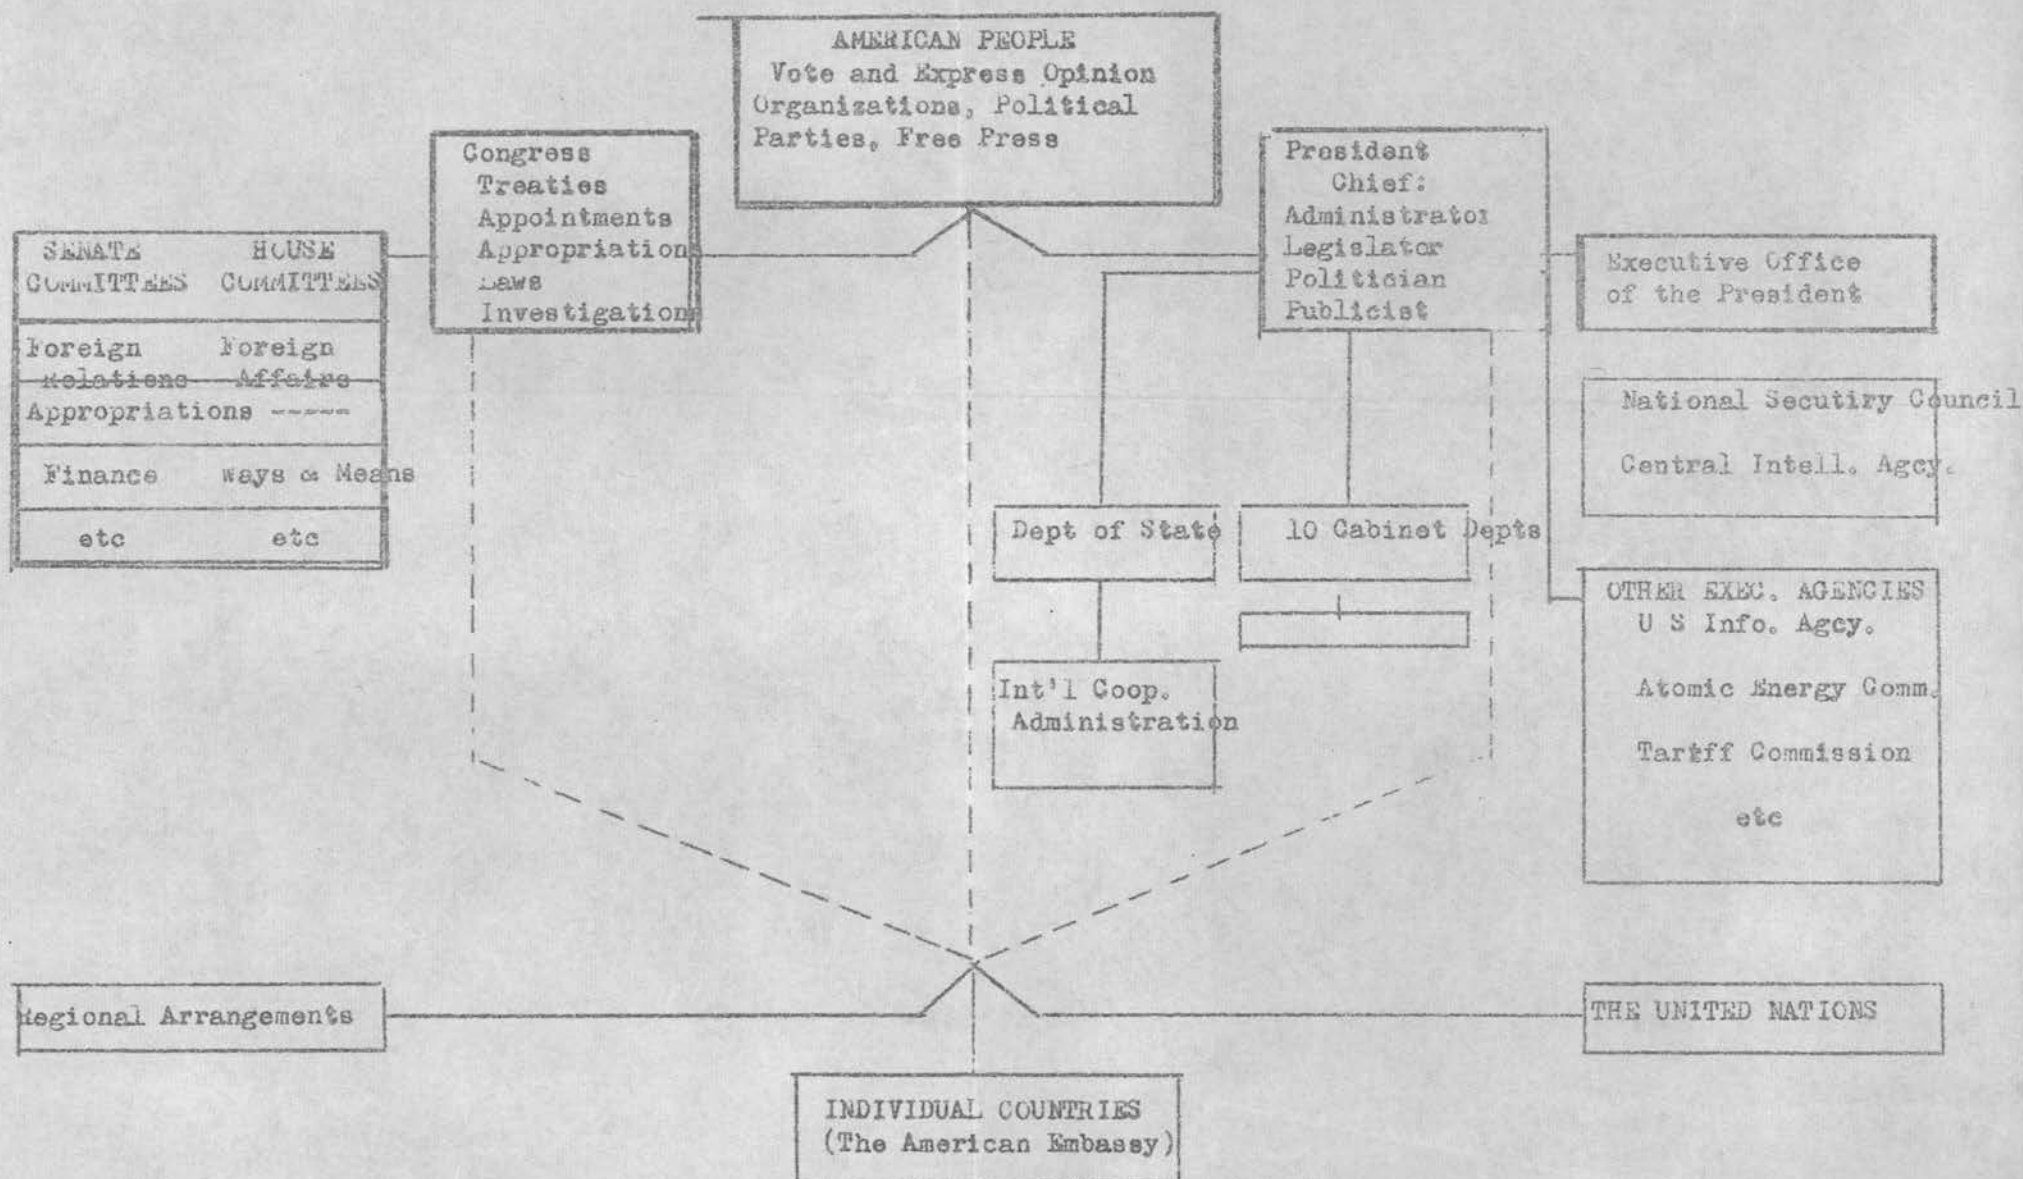 AMERICAN PEOPLE
Vote and Express Opinion
Organizations, Political
Parties, Free Press
Congress
Treaties
Appointments
Appropriation
Laws
Investigation
President
Chief:
Administrator
Legislator
Politician
Publicist
SENATE HOUSE
COMMITTEES COMMITTEES
Foreign Foreign
Relations Affairs
Appropriations -----
Finance Ways & Means
etc etc
Executive Office
of the President
National Secutiry Council
Central Intell. Agcy.
Dept of State
10 Cabinet Depts
Int'l Coop.
Administration
OTHER EXEC. AGENCIES
U S Info. Agcy.
Atomic Energy Comm.
Tariff Commission
etc
Regional Arrangements
THE UNITED NATIONS
INDIVIDUAL COUNTRIES
(The American Embassy)